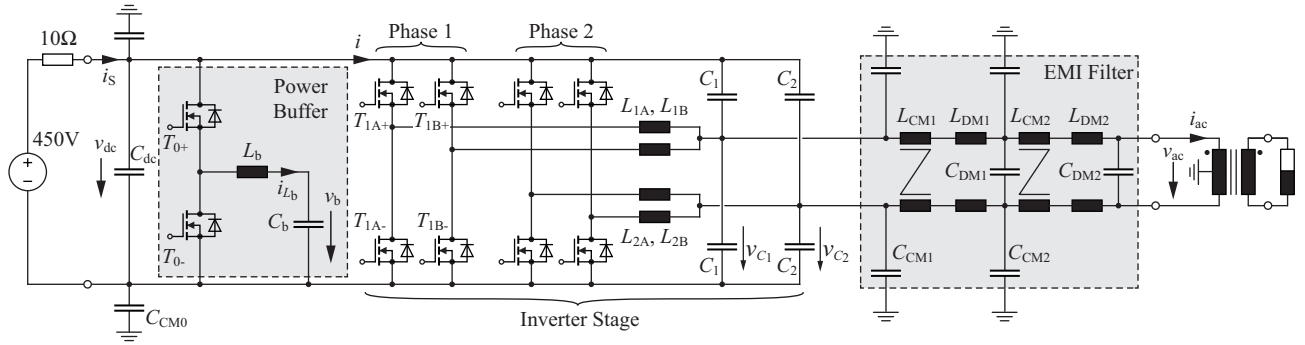 Phase 1
Phase 2
10Ω
i_S
i
Power
Buffer
EMI Filter
C_1
C_2
L_1A, L_1B
T_1A+
T_1B+
T_0+
450V
v_dc
C_dc
L_b
i_Lb
v_b
C_b
L_CM1
L_DM1
L_CM2
L_DM2
i_ac
v_ac
C_DM1
C_DM2
T_0-
T_1A-
T_1B-
L_2A, L_2B
C_1
v_C1
C_2
v_C2
C_CM1
C_CM2
C_CM0
Inverter Stage